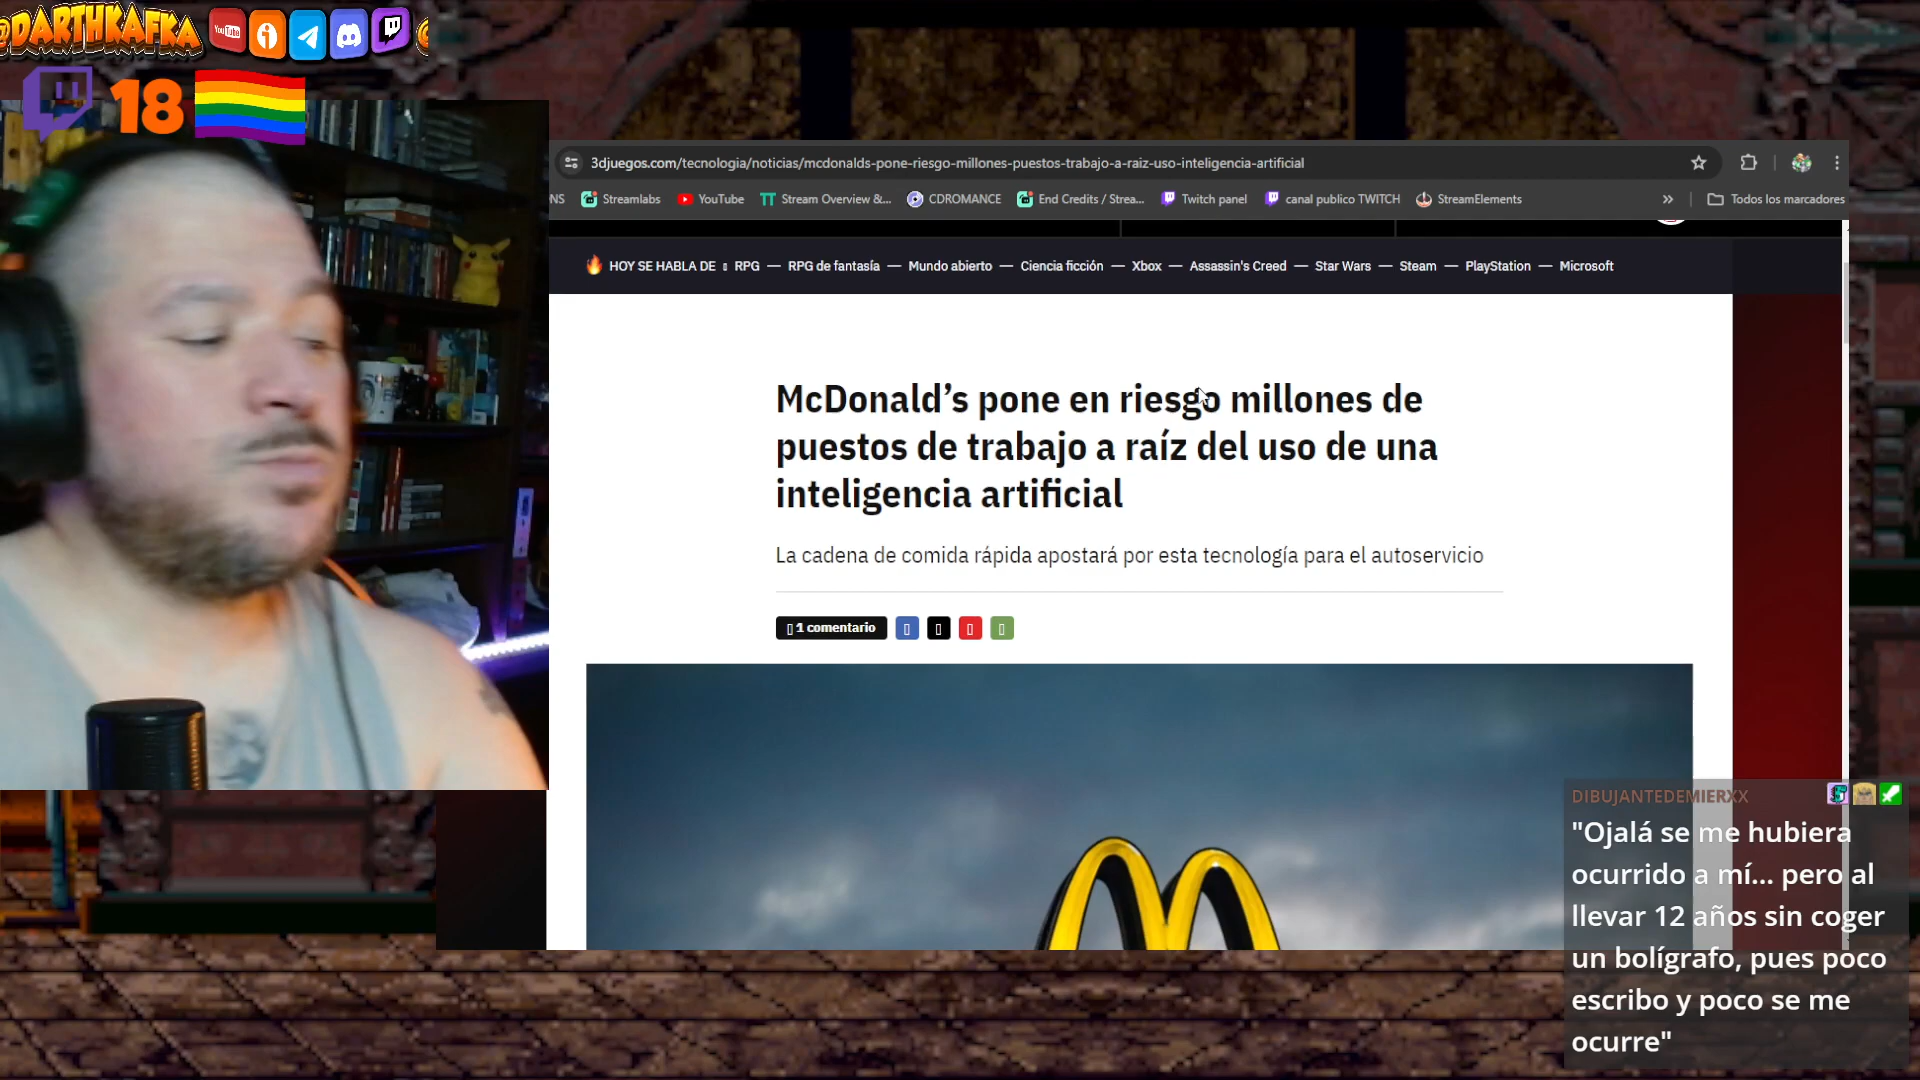 @DARTHKAFKA
YouTube
18
3djuegos.com/tecnologia/noticias/mcdonalds-pone-riesgo-millones-puestos-trabajo-a-raiz-uso-inteligencia-artificial
NS Streamlabs YouTube Stream Overview &... CDROMANCE End Credits / Strea... Twitch panel canal publico TWITCH StreamElements » Todos los marcadores
HOY SE HABLA DE RPG — RPG de fantasía — Mundo abierto — Ciencia ficción — Xbox — Assassin's Creed — Star Wars — Steam — PlayStation — Microsoft
McDonald’s pone en riesgo millones de
puestos de trabajo a raíz del uso de una
inteligencia artificial
La cadena de comida rápida apostará por esta tecnología para el autoservicio
1 comentario
DIBUJANTEDEMIERXX
"Ojalá se me hubiera
ocurrido a mí... pero al
llevar 12 años sin coger
un bolígrafo, pues poco
escribo y poco se me
ocurre"